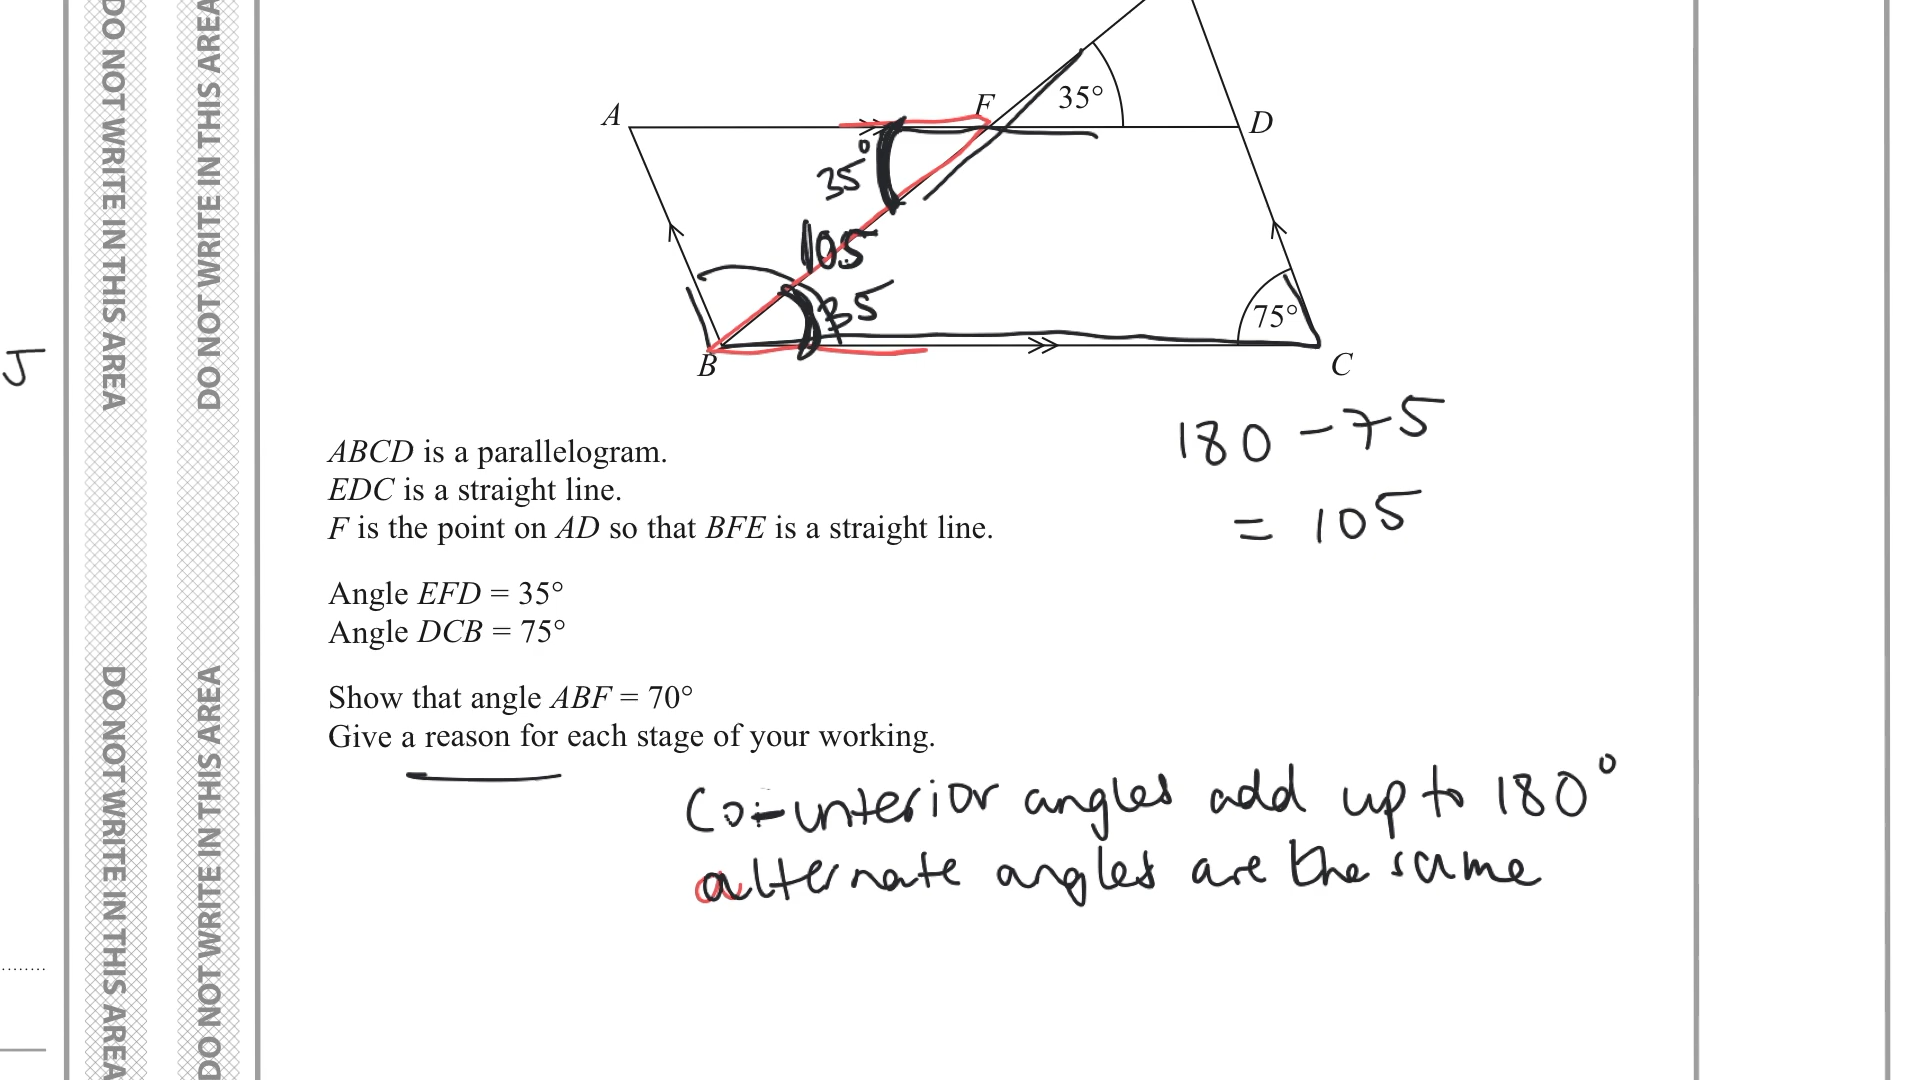 DO NOT WRITE IN THIS AREA
DO NOT WRITE IN THIS AREA
DO NOT WRITE IN THIS AREA
DO NOT WRITE IN THIS AREA
A
F
35°
D
35°
105
35
75°
B
C
180 - 75
= 105
ABCD is a parallelogram.
EDC is a straight line.
F is the point on AD so that BFE is a straight line.
Angle EFD = 35°
Angle DCB = 75°
Show that angle ABF = 70°
Give a reason for each stage of your working.
Co-interior angles add up to 180°
alternate angles are the same